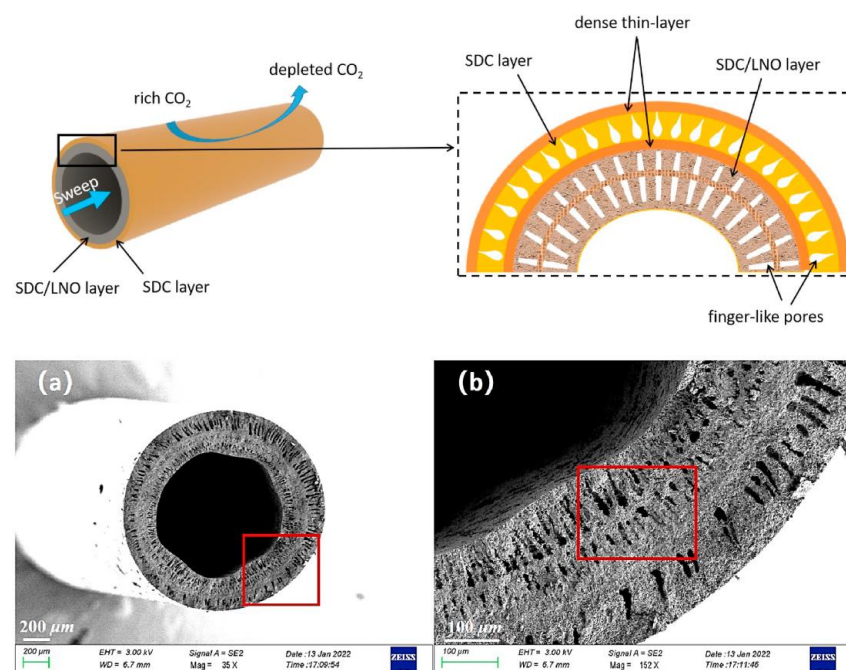 dense thin-layer
depleted CO2
SDC layer
SDC/LNO layer
rich CO2
Sweep
SDC/LNO layer
SDC layer
finger-like pores
(a)
200 μm
200 μm
EHT = 3.00 kV
WD = 6.7 mm
Signal A = SE2
Mag = 35 X
Date :13 Jan 2022
Time :17:09:54
ZEISS
(b)
100 μm
100 μm
EHT = 3.00 kV
WD = 6.7 mm
Signal A = SE2
Mag = 152 X
Date :13 Jan 2022
Time :17:11:46
ZEISS